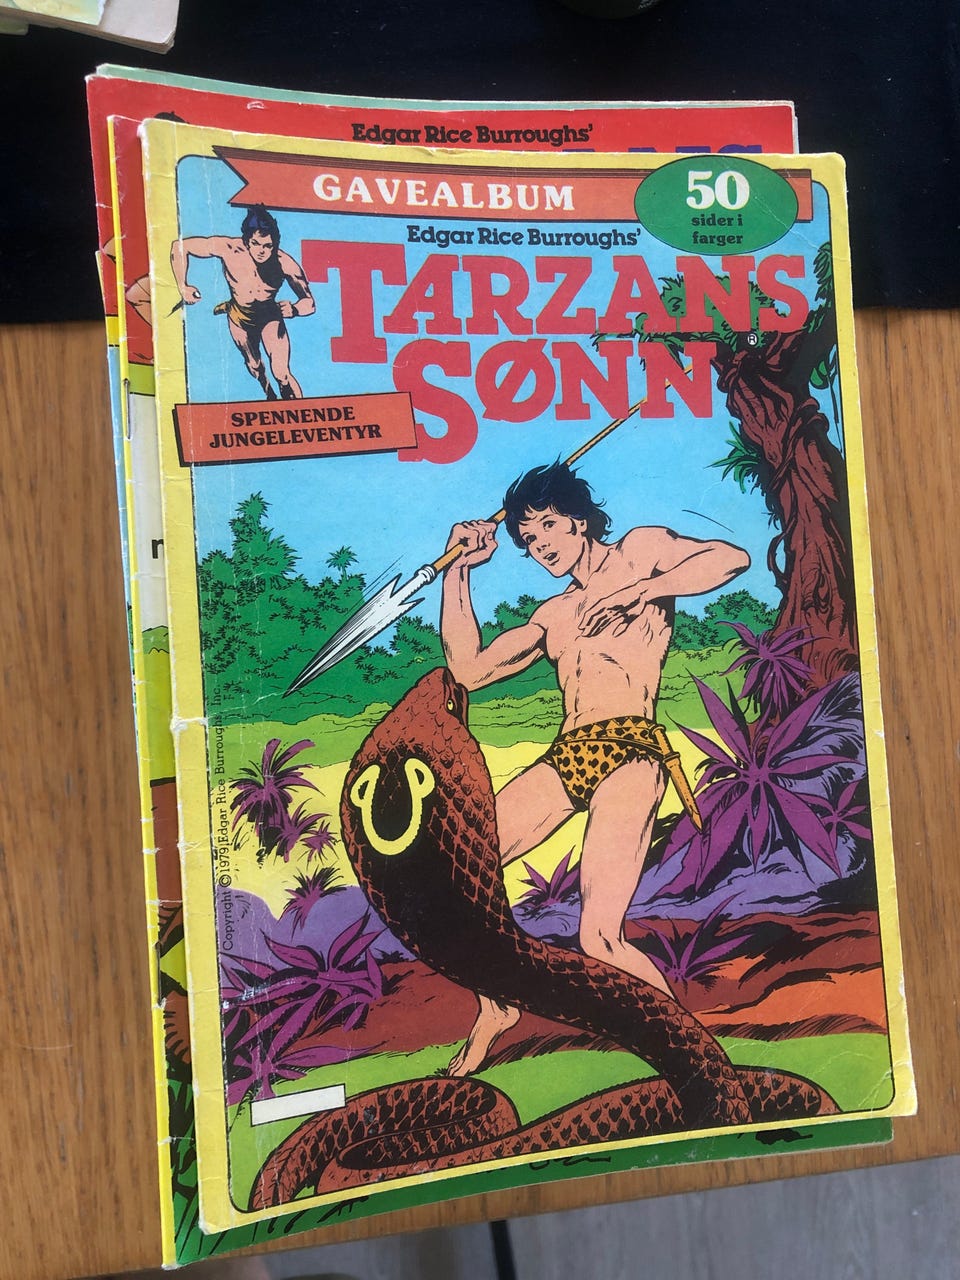 Edgar Rice Burroughs'
GAVEALBUM
50
sider i
farger
Edgar Rice Burroughs'
TARZANS
SØNN
®
SPENNENDE
JUNGELEVENTYR
Copyright © 1979 Edgar Rice Burroughs, Inc.